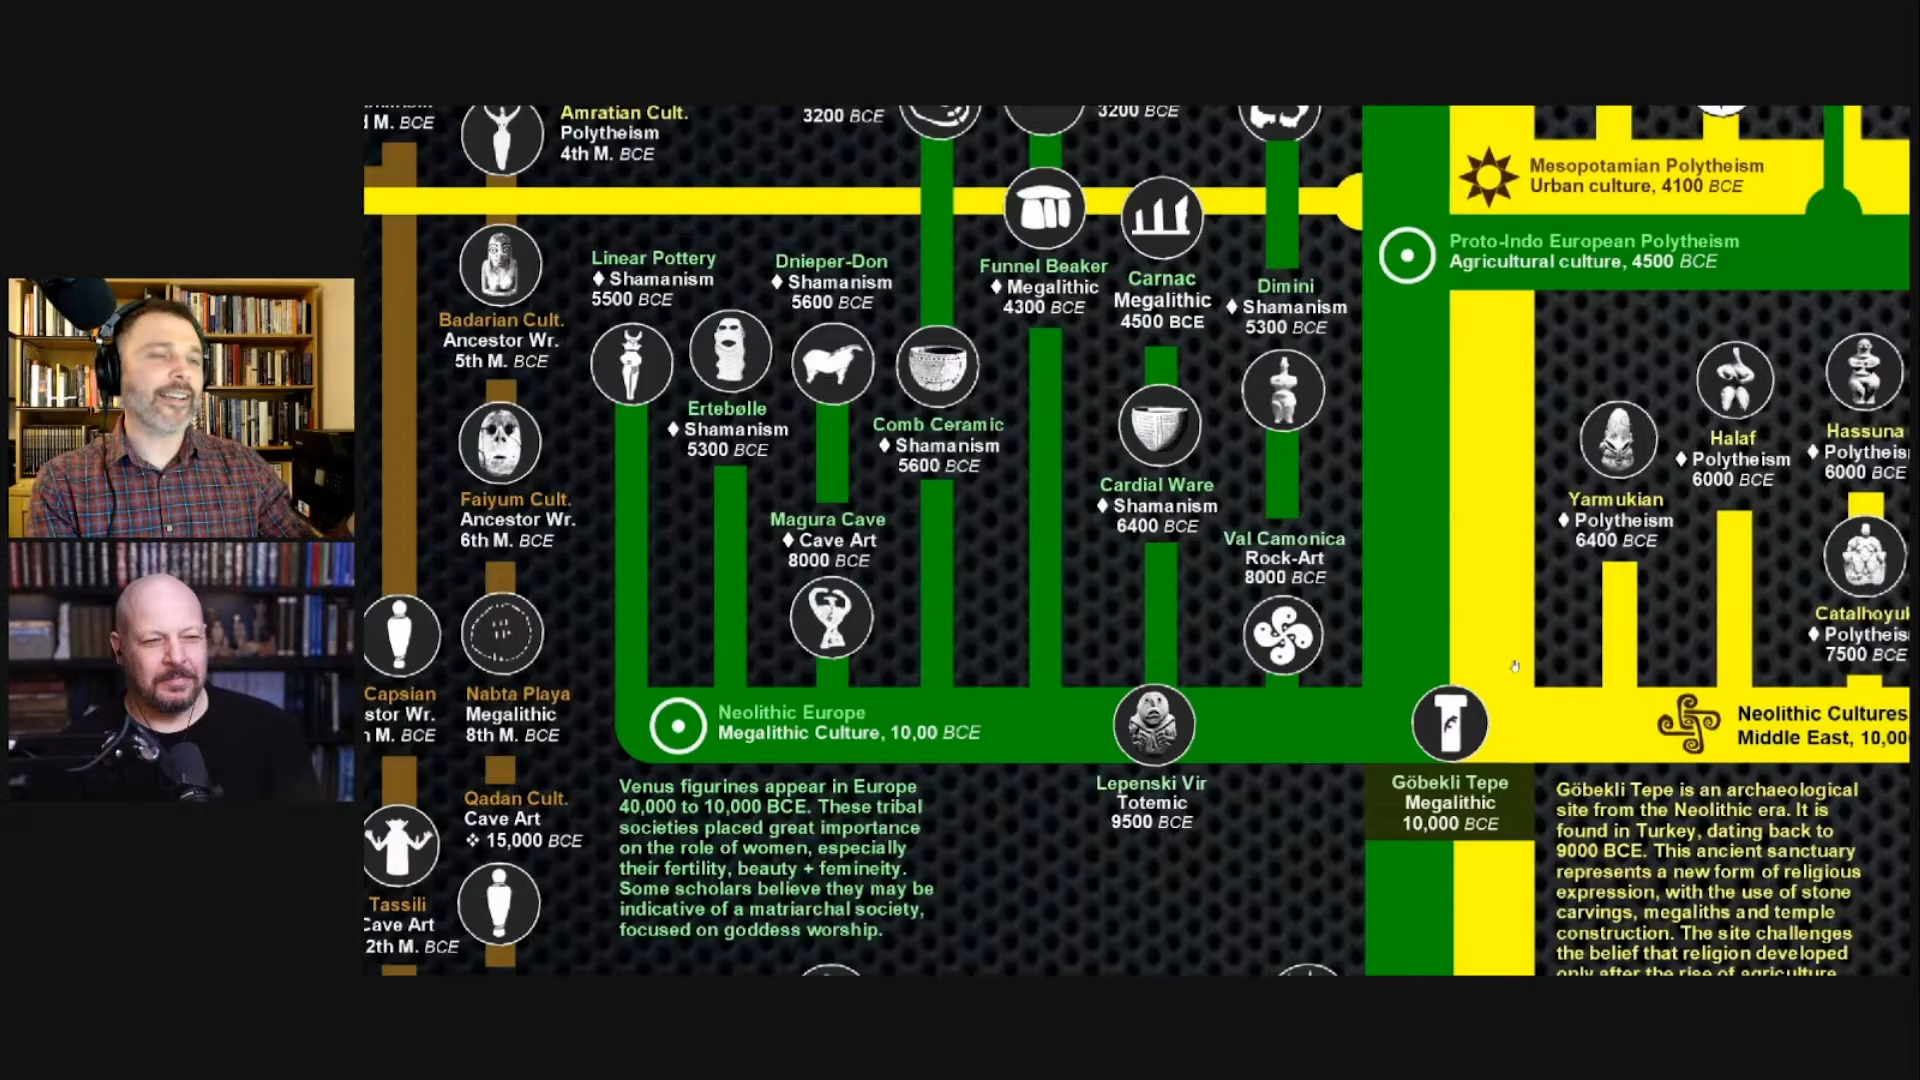 M. BCE
Amratian Cult.
Polytheism
4th M. BCE
3200 BCE
3200 BCE
Mesopotamian Polytheism
Urban culture, 4100 BCE
Proto-Indo European Polytheism
Agricultural culture, 4500 BCE
Badarian Cult.
Ancestor Wr.
5th M. BCE
Linear Pottery
♦ Shamanism
5500 BCE
Dnieper-Don
♦ Shamanism
5600 BCE
Funnel Beaker
♦ Megalithic
4300 BCE
Carnac
Megalithic
4500 BCE
Dimini
♦ Shamanism
5300 BCE
Ertebølle
♦ Shamanism
5300 BCE
Comb Ceramic
♦ Shamanism
5600 BCE
Halaf
♦ Polytheism
6000 BCE
Hassuna
♦ Polytheis
6000 BCE
Faiyum Cult.
Ancestor Wr.
6th M. BCE
Magura Cave
♦ Cave Art
8000 BCE
Cardial Ware
♦ Shamanism
6400 BCE
Val Camonica
Rock-Art
8000 BCE
Yarmukian
♦ Polytheism
6400 BCE
Catalhoyuk
♦ Polytheis
7500 BCE
Capsian
stor Wr.
M. BCE
Nabta Playa
Megalithic
8th M. BCE
Neolithic Europe
Megalithic Culture, 10,00 BCE
Neolithic Cultures
Middle East, 10,00
Lepenski Vir
Totemic
9500 BCE
Göbekli Tepe
Megalithic
10,000 BCE
Qadan Cult.
Cave Art
❖ 15,000 BCE
Tassili
Cave Art
2th M. BCE
Venus figurines appear in Europe
40,000 to 10,000 BCE. These tribal
societies placed great importance
on the role of women, especially
their fertility, beauty + femineity.
Some scholars believe they may be
indicative of a matriarchal society,
focused on goddess worship.
Göbekli Tepe is an archaeological
site from the Neolithic era. It is
found in Turkey, dating back to
9000 BCE. This ancient sanctuary
represents a new form of religious
expression, with the use of stone
carvings, megaliths and temple
construction. The site challenges
the belief that religion developed
only after the rise of agriculture